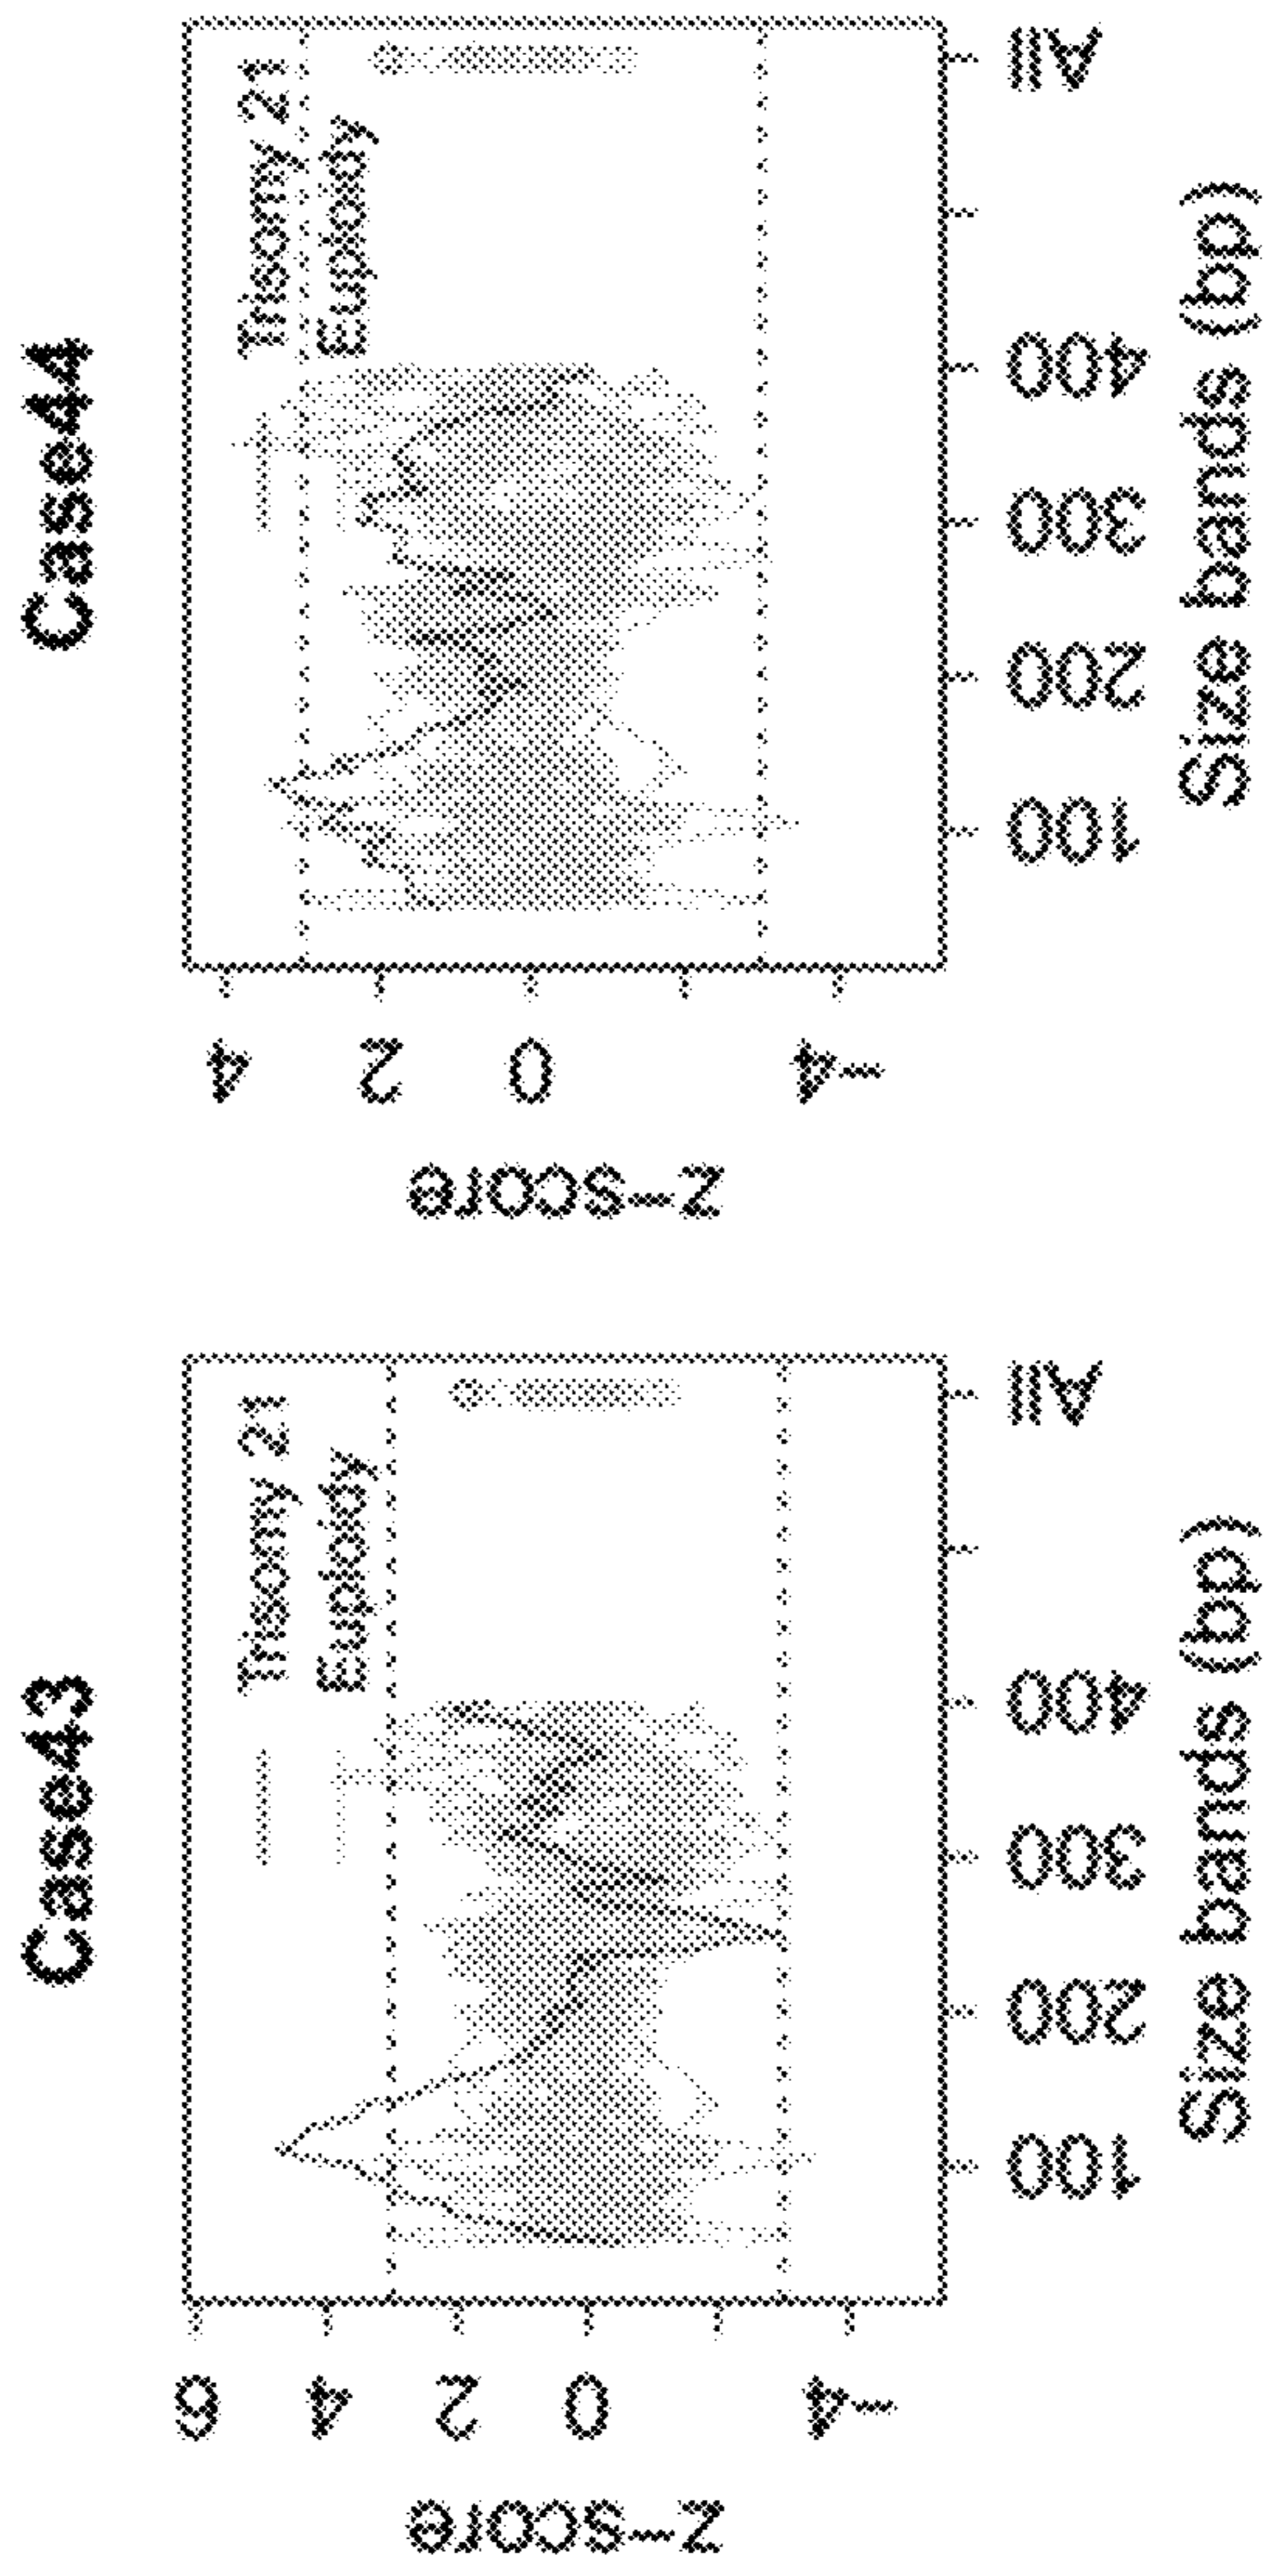 Case43
Trisomy 21
Euploidy
z-score
6
4
2
0
-4
100
200
300
400
All
Size bands (bp)
Case44
Trisomy 21
Euploidy
z-score
4
2
0
-4
100
200
300
400
All
Size bands (bp)